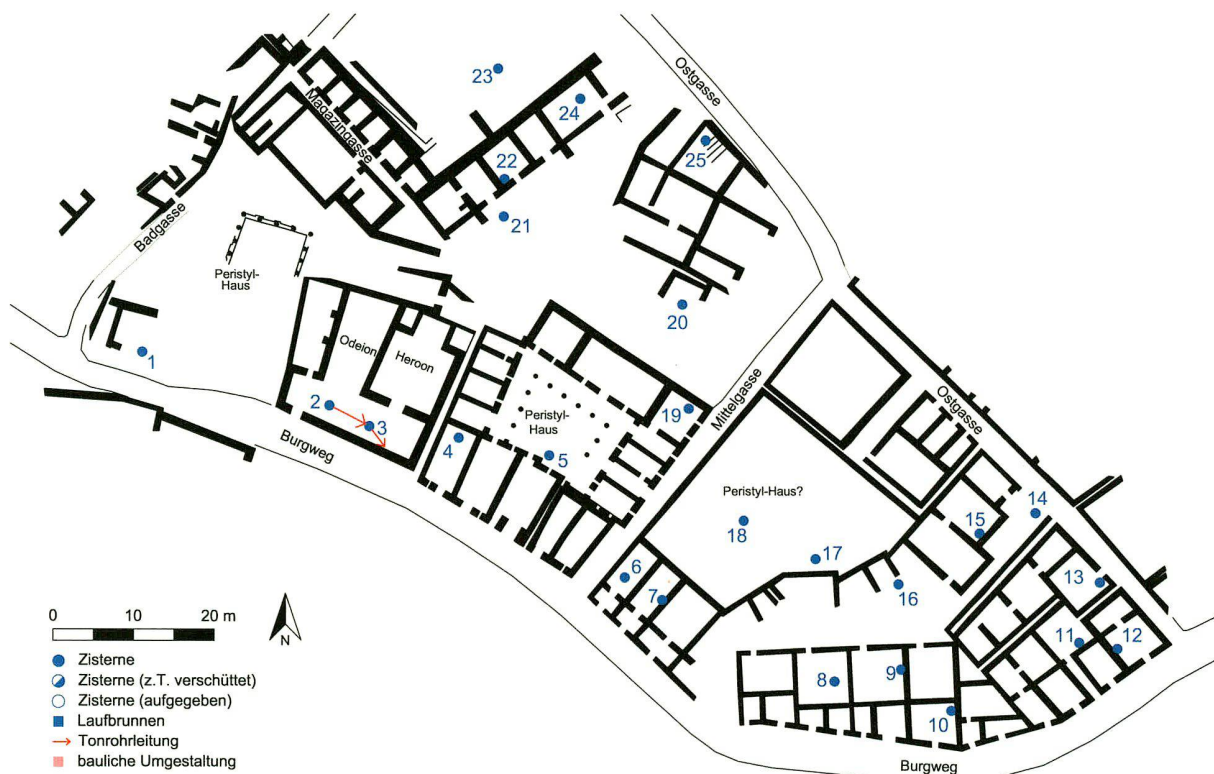 23
Ostgasse
24
Magazingasse
22
25
21
Badgasse
Peristyl-
Haus
20
1
Odeion
Heroon
2
3
Peristyl-
Haus
19
Mittelgasse
Ostgasse
Burgweg
4
5
Peristyl-Haus?
18
14
15
17
6
7
16
13
11
12
8
9
10
Burgweg
0 10 20 m
N
Zisterne
Zisterne (z.T. verschüttet)
Zisterne (aufgegeben)
Laufbrunnen
Tonrohrleitung
bauliche Umgestaltung